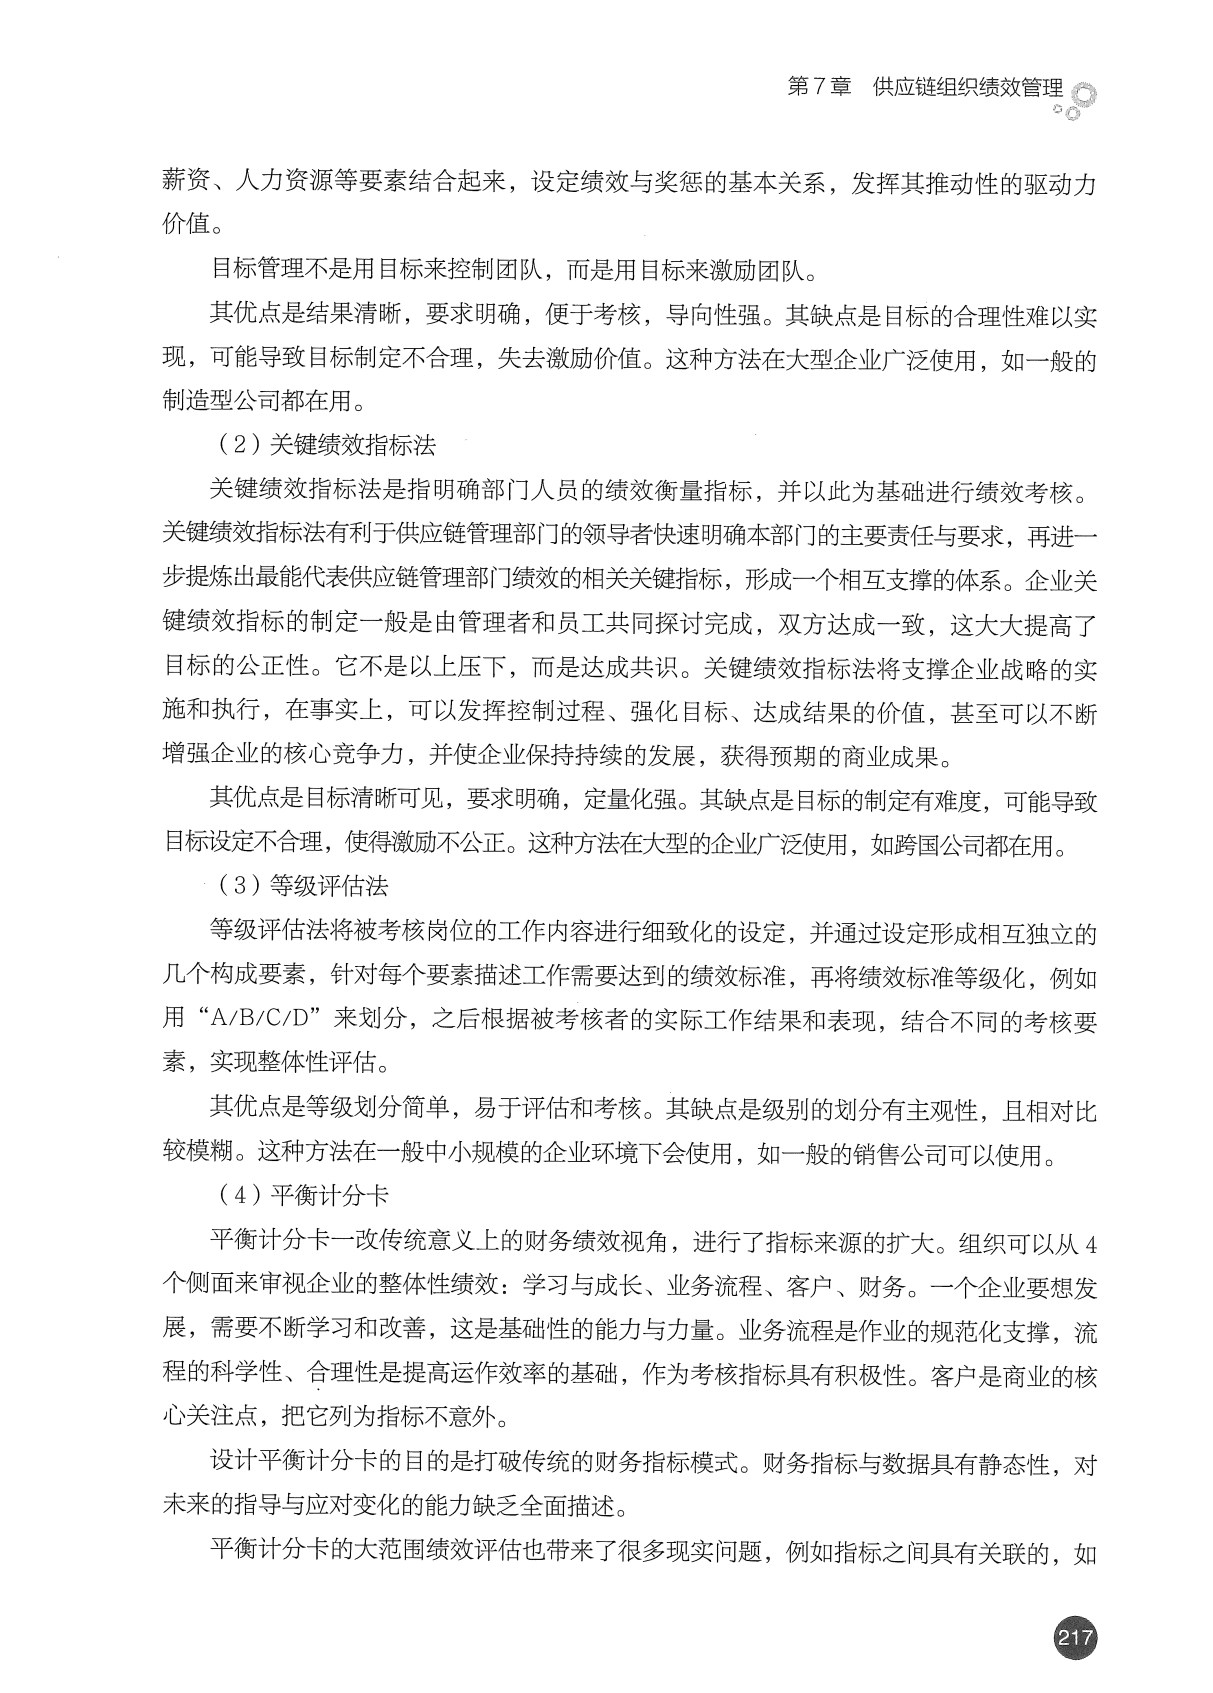 第7章 供应链组织绩效管理
薪资、人力资源等要素结合起来，设定绩效与奖惩的基本关系，发挥其推动性的驱动力
价值。
目标管理不是用目标来控制团队，而是用目标来激励团队。
其优点是结果清晰，要求明确，便于考核，导向性强。其缺点是目标的合理性难以实
现，可能导致目标制定不合理，失去激励价值。这种方法在大型企业广泛使用，如一般的
制造型公司都在用。
（2）关键绩效指标法
关键绩效指标法是指明确部门人员的绩效衡量指标，并以此为基础进行绩效考核。
关键绩效指标法有利于供应链管理部门的领导者快速明确本部门的主要责任与要求，再进一
步提炼出最能代表供应链管理部门绩效的相关关键指标，形成一个相互支撑的体系。企业关
键绩效指标的制定一般是由管理者和员工共同探讨完成，双方达成一致，这大大提高了
目标的公正性。它不是以上压下，而是达成共识。关键绩效指标法将支撑企业战略的实
施和执行，在事实上，可以发挥控制过程、强化目标、达成结果的价值，甚至可以不断
增强企业的核心竞争力，并使企业保持持续的发展，获得预期的商业成果。
其优点是目标清晰可见，要求明确，定量化强。其缺点是目标的制定有难度，可能导致
目标设定不合理，使得激励不公正。这种方法在大型的企业广泛使用，如跨国公司都在用。
（3）等级评估法
等级评估法将被考核岗位的工作内容进行细致化的设定，并通过设定形成相互独立的
几个构成要素，针对每个要素描述工作需要达到的绩效标准，再将绩效标准等级化，例如
用“A/B/C/D”来划分，之后根据被考核者的实际工作结果和表现，结合不同的考核要
素，实现整体性评估。
其优点是等级划分简单，易于评估和考核。其缺点是级别的划分有主观性，且相对比
较模糊。这种方法在一般中小规模的企业环境下会使用，如一般的销售公司可以使用。
（4）平衡计分卡
平衡计分卡一改传统意义上的财务绩效视角，进行了指标来源的扩大。组织可以从4
个侧面来审视企业的整体性绩效：学习与成长、业务流程、客户、财务。一个企业要想发
展，需要不断学习和改善，这是基础性的能力与力量。业务流程是作业的规范化支撑，流
程的科学性、合理性是提高运作效率的基础，作为考核指标具有积极性。客户是商业的核
心关注点，把它列为指标不意外。
设计平衡计分卡的目的是打破传统的财务指标模式。财务指标与数据具有静态性，对
未来的指导与应对变化的能力缺乏全面描述。
平衡计分卡的大范围绩效评估也带来了很多现实问题，例如指标之间具有关联的，如
217